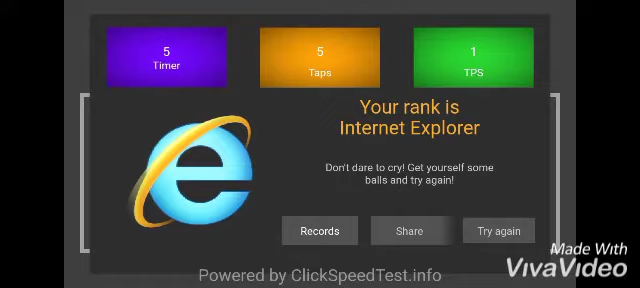 5
Timer
5
Taps
1
TPS
Your rank is
Internet Explorer
Don't dare to cry! Get yourself some
balls and try again!
Records
Share
Try again
Made With
VivaVideo
Powered by ClickSpeedTest.info